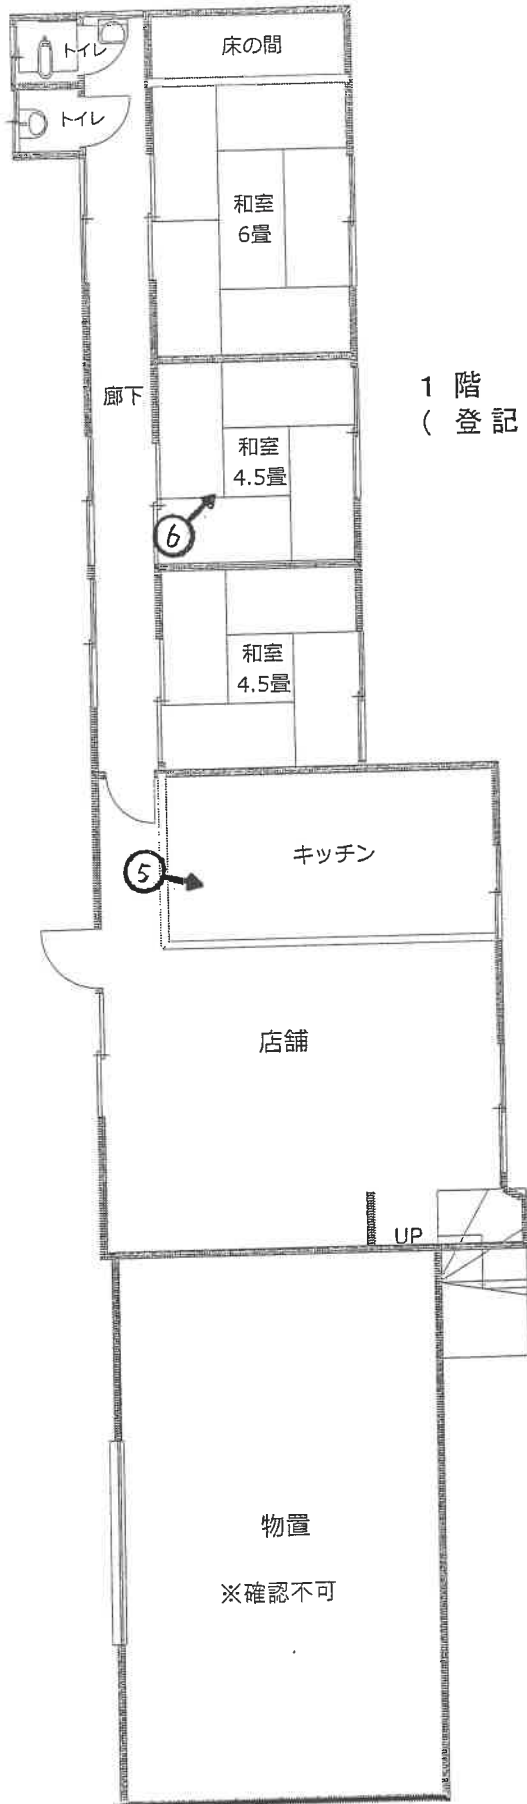 トイレ
床の間
トイレ
和室
6畳
廊下
1 階
( 登記
和室
4.5畳
6
和室
4.5畳
キッチン
5
店舗
UP
物置
※確認不可